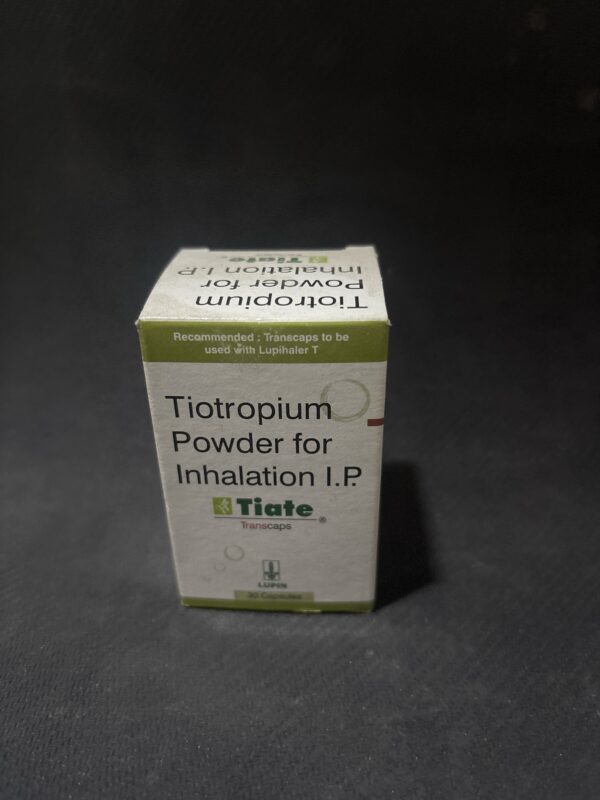 Tiate
Tiotropium
Powder for
Inhalation I.P.
Recommended : Transcaps to be
used with Lupihaler T
Tiotropium
Powder for
Inhalation I.P.
Tiate®
Transcaps
LUPIN
30 Capsules